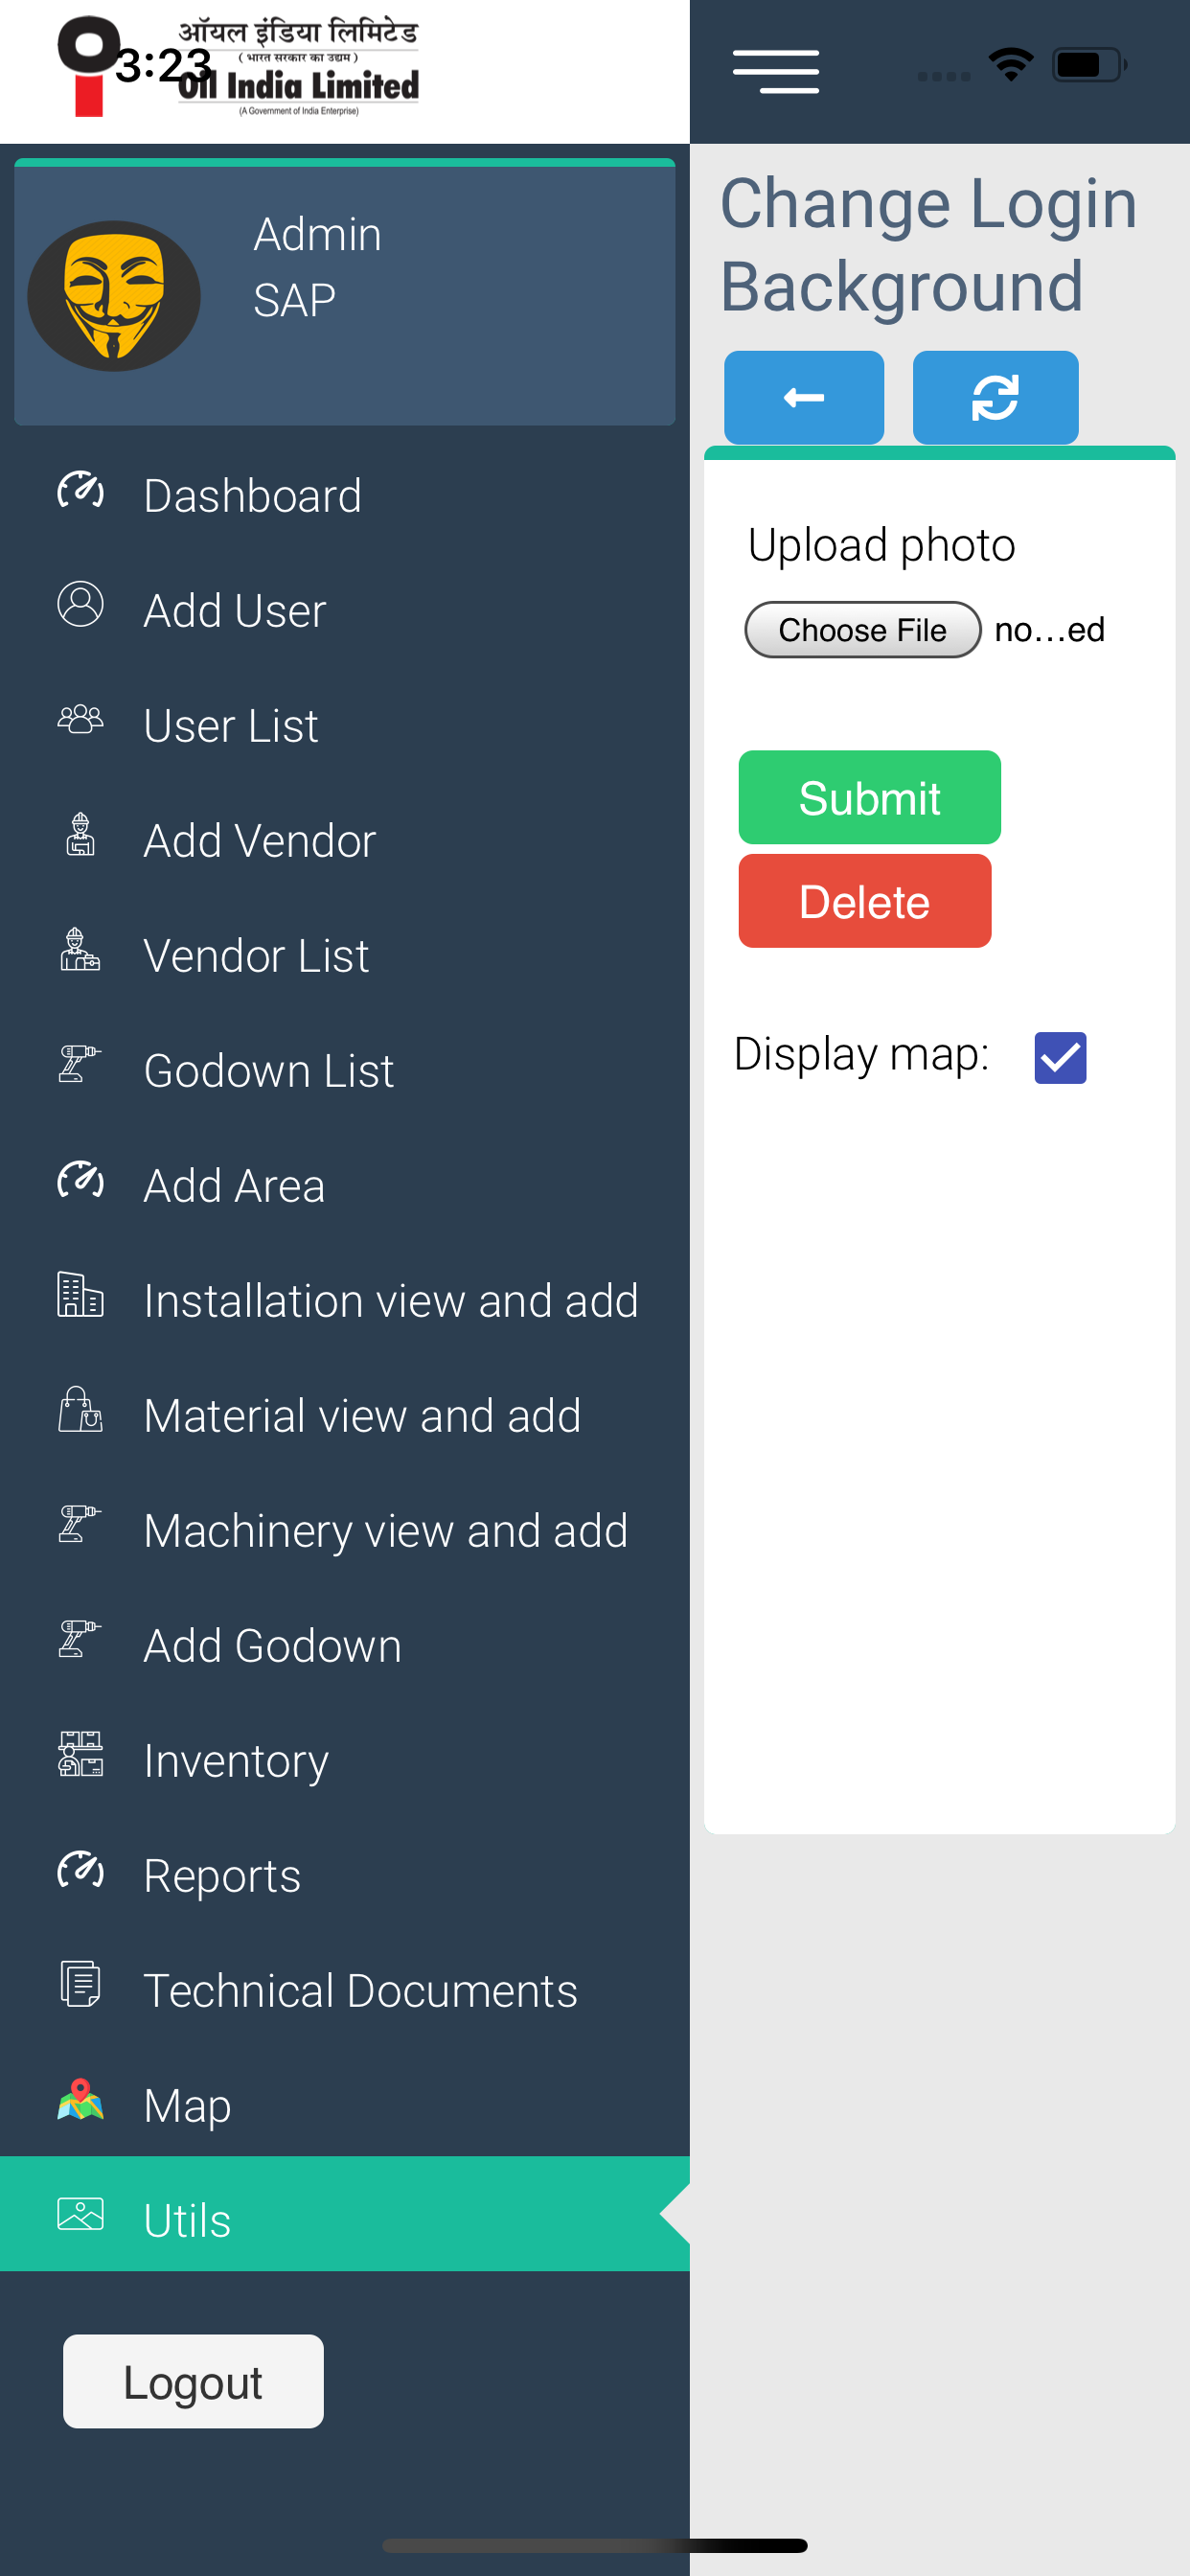 ऑयल इंडिया लिमिटेड
( भारत सरकार का उद्यम )
3:23
Oil India Limited
(A Government of India Enterprise)
Admin
SAP
Dashboard
Add User
User List
Add Vendor
Vendor List
Godown List
Add Area
Installation view and add
Material view and add
Machinery view and add
Add Godown
Inventory
Reports
Technical Documents
Map
Utils
Logout
Change Login
Background
Upload photo
Choose File no...ed
Submit
Delete
Display map: